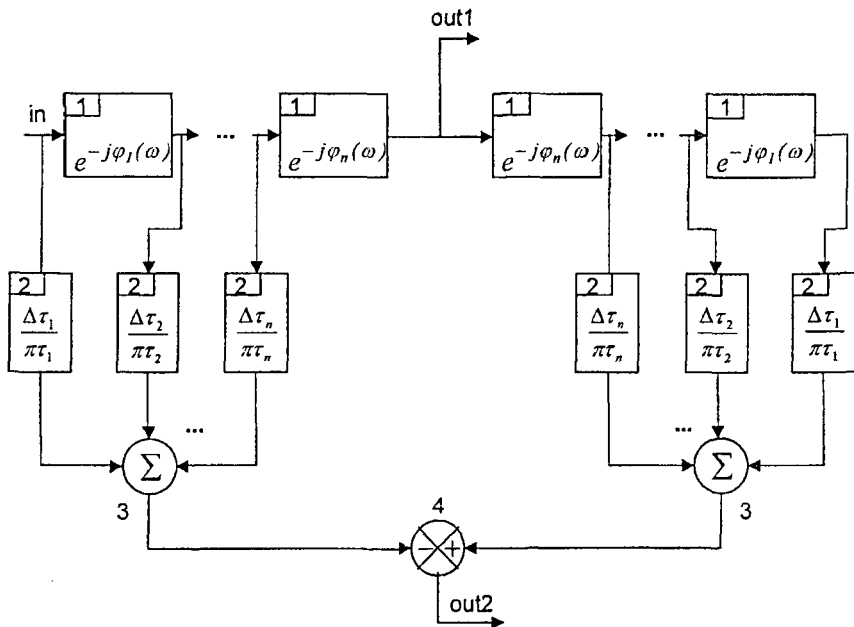 out1
in
1
1
1
1
...
...
e^{-jφ_1(ω)}
e^{-jφ_n(ω)}
e^{-jφ_n(ω)}
e^{-jφ_1(ω)}
2
2
2
2
2
2
Δτ_1/πτ_1
Δτ_2/πτ_2
Δτ_n/πτ_n
Δτ_n/πτ_n
Δτ_2/πτ_2
Δτ_1/πτ_1
...
...
Σ
Σ
3
4
3
- +
out2